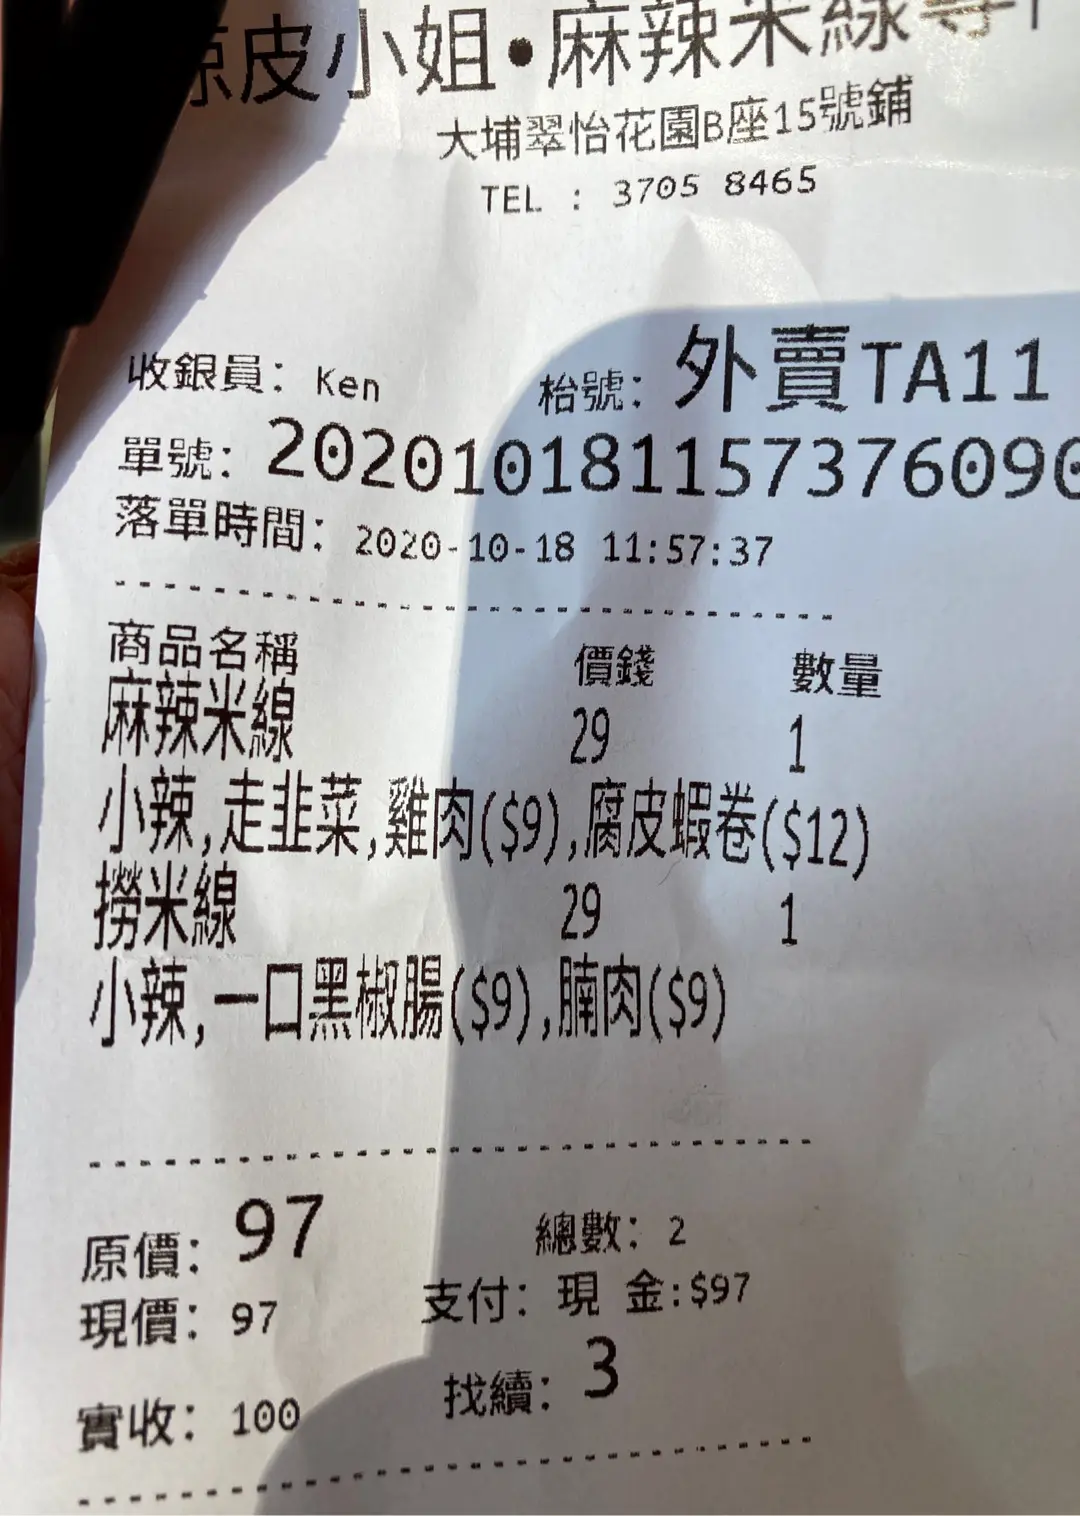 皮小姐•麻辣米線專
大埔翠怡花園B座15號鋪
TEL : 3705 8465
收銀員: Ken 枱號: 外賣TA11
單號: 202010181157376090
落單時間: 2020-10-18 11:57:37
商品名稱 價錢 數量
麻辣米線 29 1
小辣,走韭菜,雞肉($9),腐皮蝦卷($12)
撈米線 29 1
小辣,一口黑椒腸($9),腩肉($9)
原價: 97 總數: 2
現價: 97 支付: 現 金:$97
實收: 100 找續: 3